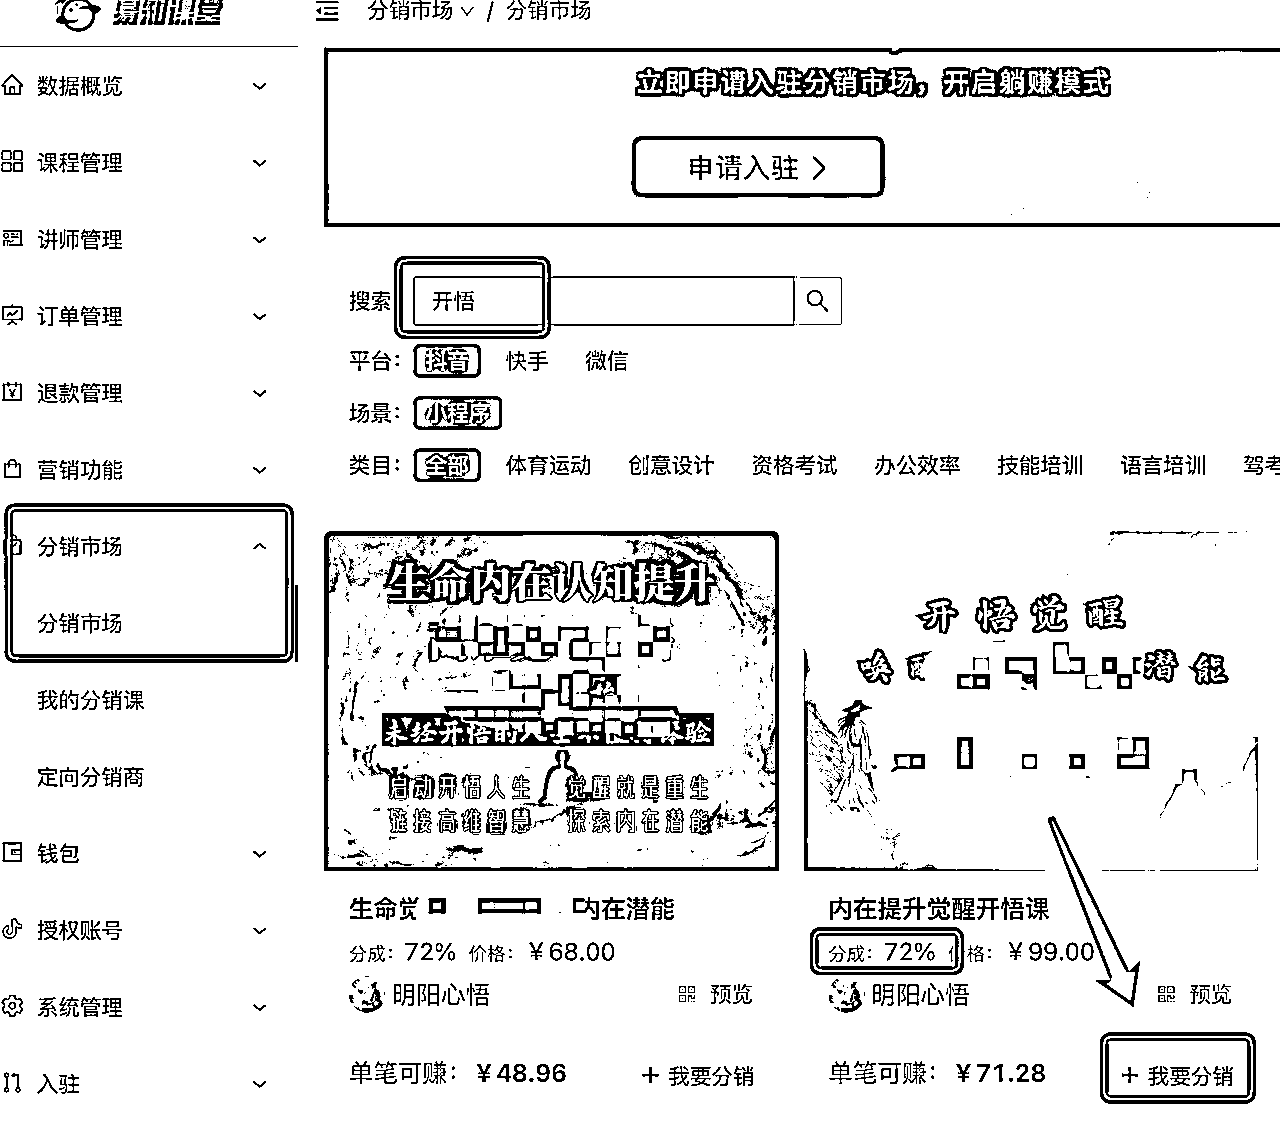 课堂
分销市场 / 分销市场
数据概览
课程管理
讲师管理
订单管理
退款管理
营销功能
分销市场
分销市场
我的分销课
定向分销商
钱包
授权账号
系统管理
入驻
立即申请入驻分销市场，开启躺赚模式
申请入驻
搜索
开悟
平台： 抖音 快手 微信
场景： 小程序
类目： 全部 体育运动 创意设计 资格考试 办公效率 技能培训 语言培训 驾考
生命内在认知提升
未经开悟的人生
启动开悟人生 觉醒就是重生
链接高维智慧 探索内在潜能
生命觉 内在潜能
分成：72% 价格：￥68.00
明阳心悟
预览
单笔可赚：￥48.96
+ 我要分销
开悟觉醒
唤 潜能
内在提升觉醒开悟课
分成：72% 格：￥99.00
明阳心悟
预览
单笔可赚：￥71.28
+ 我要分销